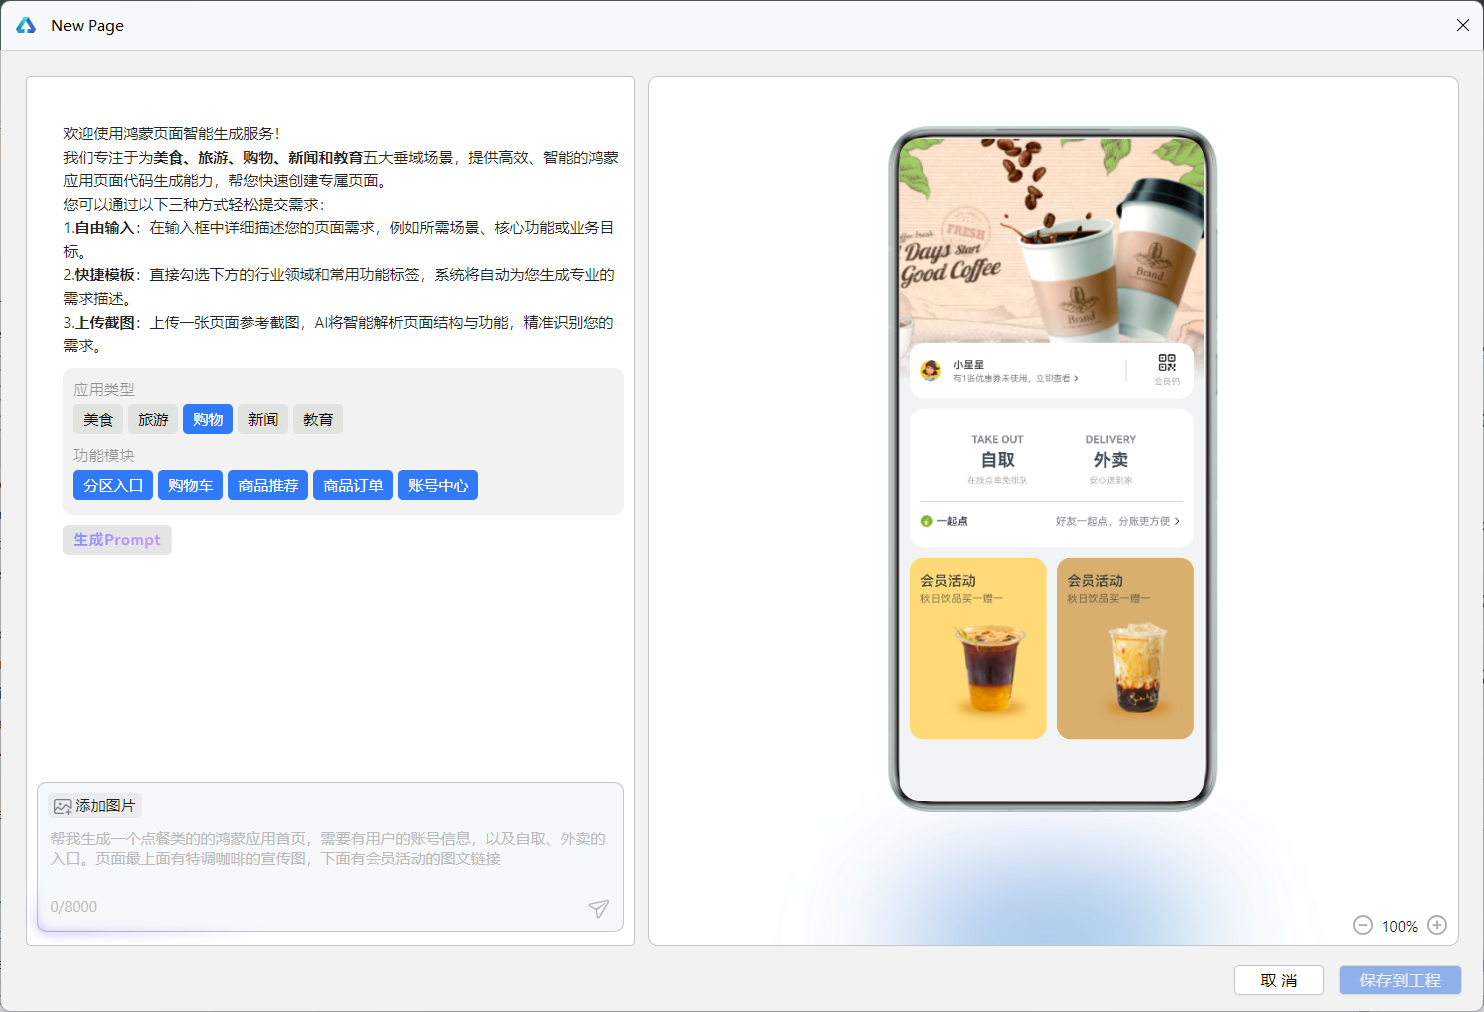 New Page
欢迎使用鸿蒙页面智能生成服务！
我们专注于为美食、旅游、购物、新闻和教育五大垂域场景，提供高效、智能的鸿蒙
应用页面代码生成能力，帮您快速创建专属页面。
您可以通过以下三种方式轻松提交需求：
1.自由输入：在输入框中详细描述您的页面需求，例如所需场景、核心功能或业务目
标。
2.快捷模板：直接勾选下方的行业领域和常用功能标签，系统将自动为您生成专业的
需求描述。
3.上传截图：上传一张页面参考截图，AI将智能解析页面结构与功能，精准识别您的
需求。
应用类型
美食 旅游 购物 新闻 教育
功能模块
分区入口 购物车 商品推荐 商品订单 账号中心
生成Prompt
添加图片
帮我生成一个点餐类的的鸿蒙应用首页，需要有用户的账号信息，以及自取、外卖的
入口。页面最上面有特调咖啡的宣传图，下面有会员活动的图文链接
0/8000
FRESH
coffee fresh
Days Start
Good Coffee
Brand
Brand
小星星
有1张优惠券未使用，立即查看
会员码
TAKE OUT
自取
在线点单免排队
DELIVERY
外卖
安心送到家
一起点
好友一起点，分账更方便
会员活动
秋日饮品买一赠一
会员活动
秋日饮品买一赠一
100%
取 消
保存到工程